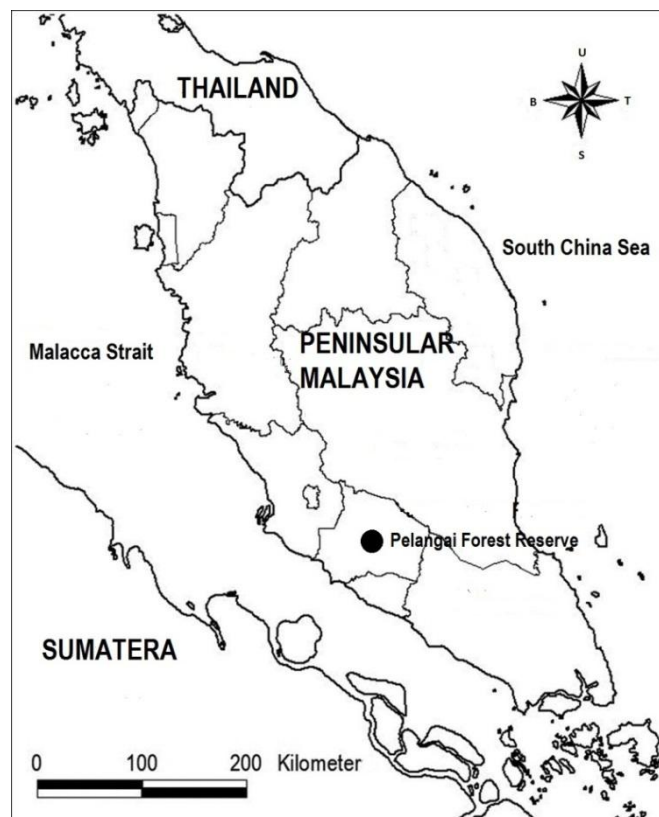 THAILAND
U
B
T
S
South China Sea
Malacca Strait
PENINSULAR
MALAYSIA
Pelangai Forest Reserve
SUMATERA
0 100 200 Kilometer